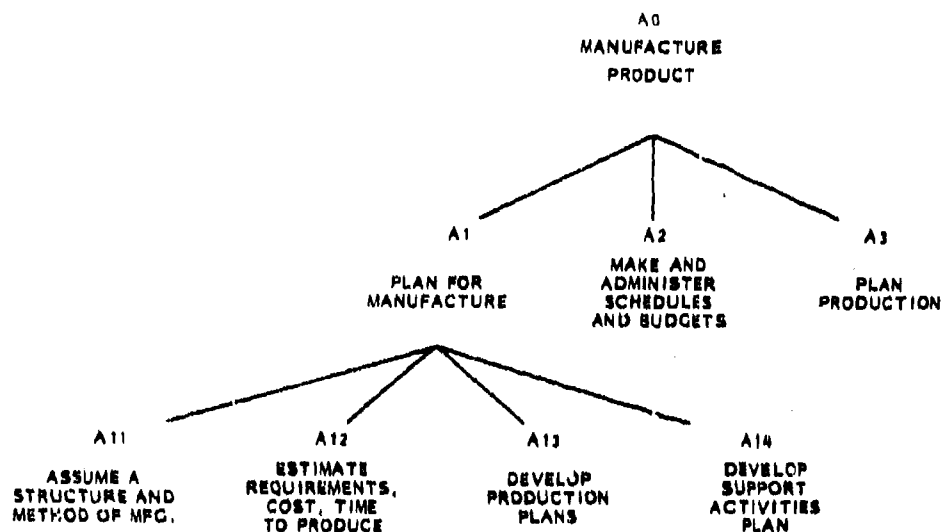 A0
MANUFACTURE
PRODUCT
A1
PLAN FOR
MANUFACTURE
A2
MAKE AND
ADMINISTER
SCHEDULES
AND BUDGETS
A3
PLAN
PRODUCTION
A11
ASSUME A
STRUCTURE AND
METHOD OF MFG.
A12
ESTIMATE
REQUIREMENTS,
COST, TIME
TO PRODUCE
A13
DEVELOP
PRODUCTION
PLANS
A14
DEVELOP
SUPPORT
ACTIVITIES
PLAN